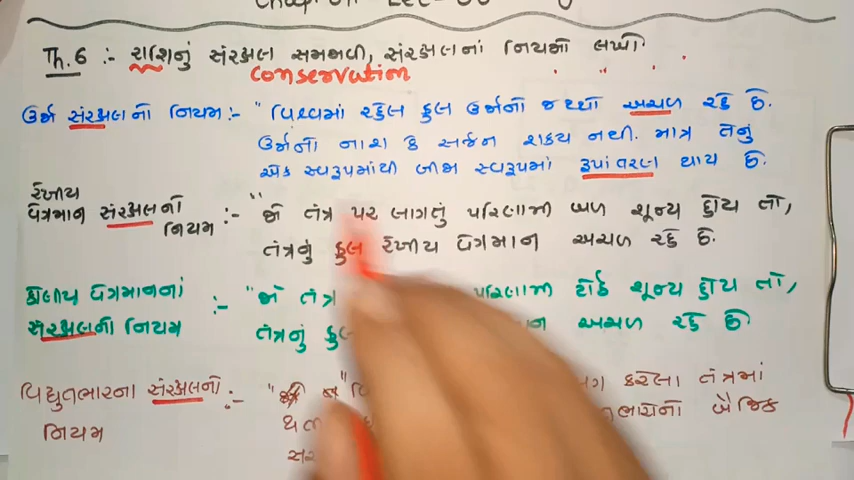 Th. 6 :- રાશિનું સંરક્ષણ સમજાવી, સંરક્ષણનાં નિયમો લખો
Conservation
ઉર્જા સંરક્ષણનો નિયમ :- "વિશ્વમાં રહેલ કુલ ઉર્જાનો જથ્થો અચળ રહે છે.
ઉર્જાનો નાશ કે સર્જન શક્ય નથી. માત્ર તેનું
એક સ્વરૂપમાંથી બીજા સ્વરૂપમાં રૂપાંતરણ થાય છે.
રેખીય
વેગમાન સંરક્ષણનો
નિયમ :- "જો તંત્ર પર લાગતું પરિણામી બળ શૂન્ય હોય તો,
તંત્રનું કુલ રેખીય વેગમાન અચળ રહે છે.
કોણીય વેગમાનનાં
સંરક્ષણનો નિયમ :- "જો તંત્ર પરિણામી ટોર્ક શૂન્ય હોય તો,
તંત્રનું કુલ અચળ રહે છે
વિદ્યુતભારના સંરક્ષણનો :- કરેલા તંત્રમાં
નિયમ થતા બૈજિક